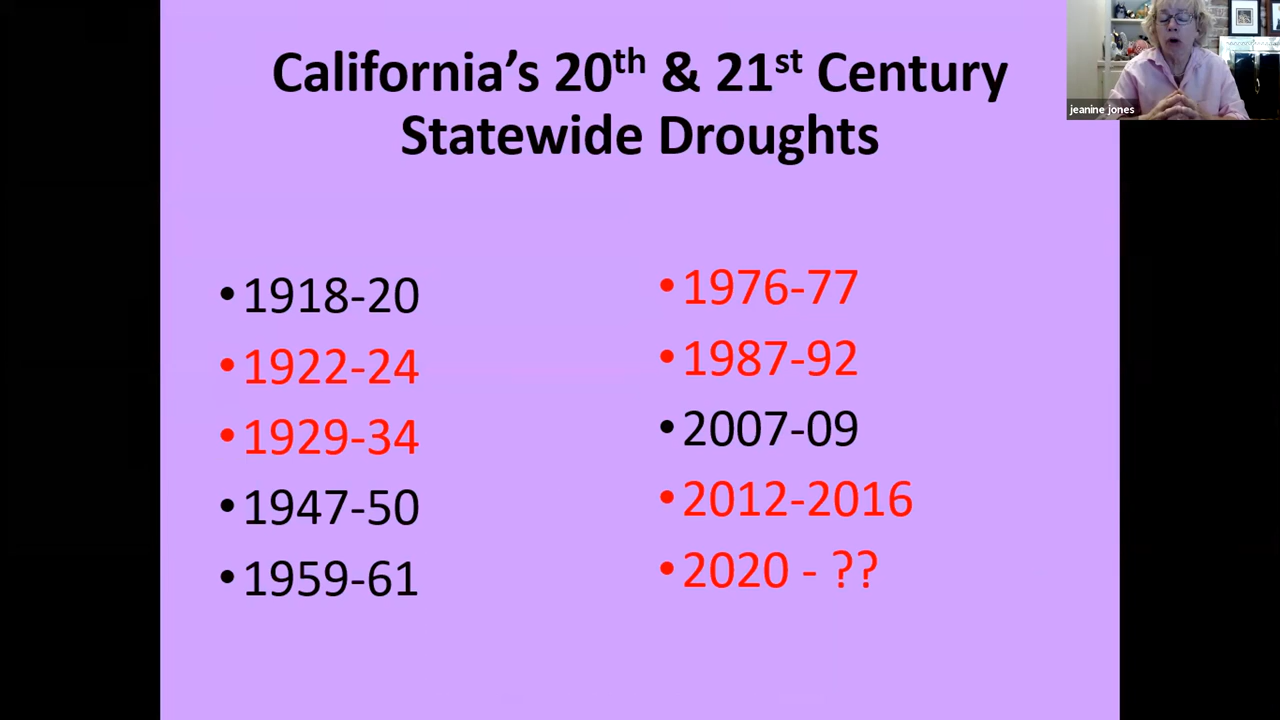 California's 20th & 21st Century
Statewide Droughts
•1918-20
•1922-24
•1929-34
•1947-50
•1959-61
•1976-77
•1987-92
•2007-09
•2012-2016
•2020 - ??
jeanine jones